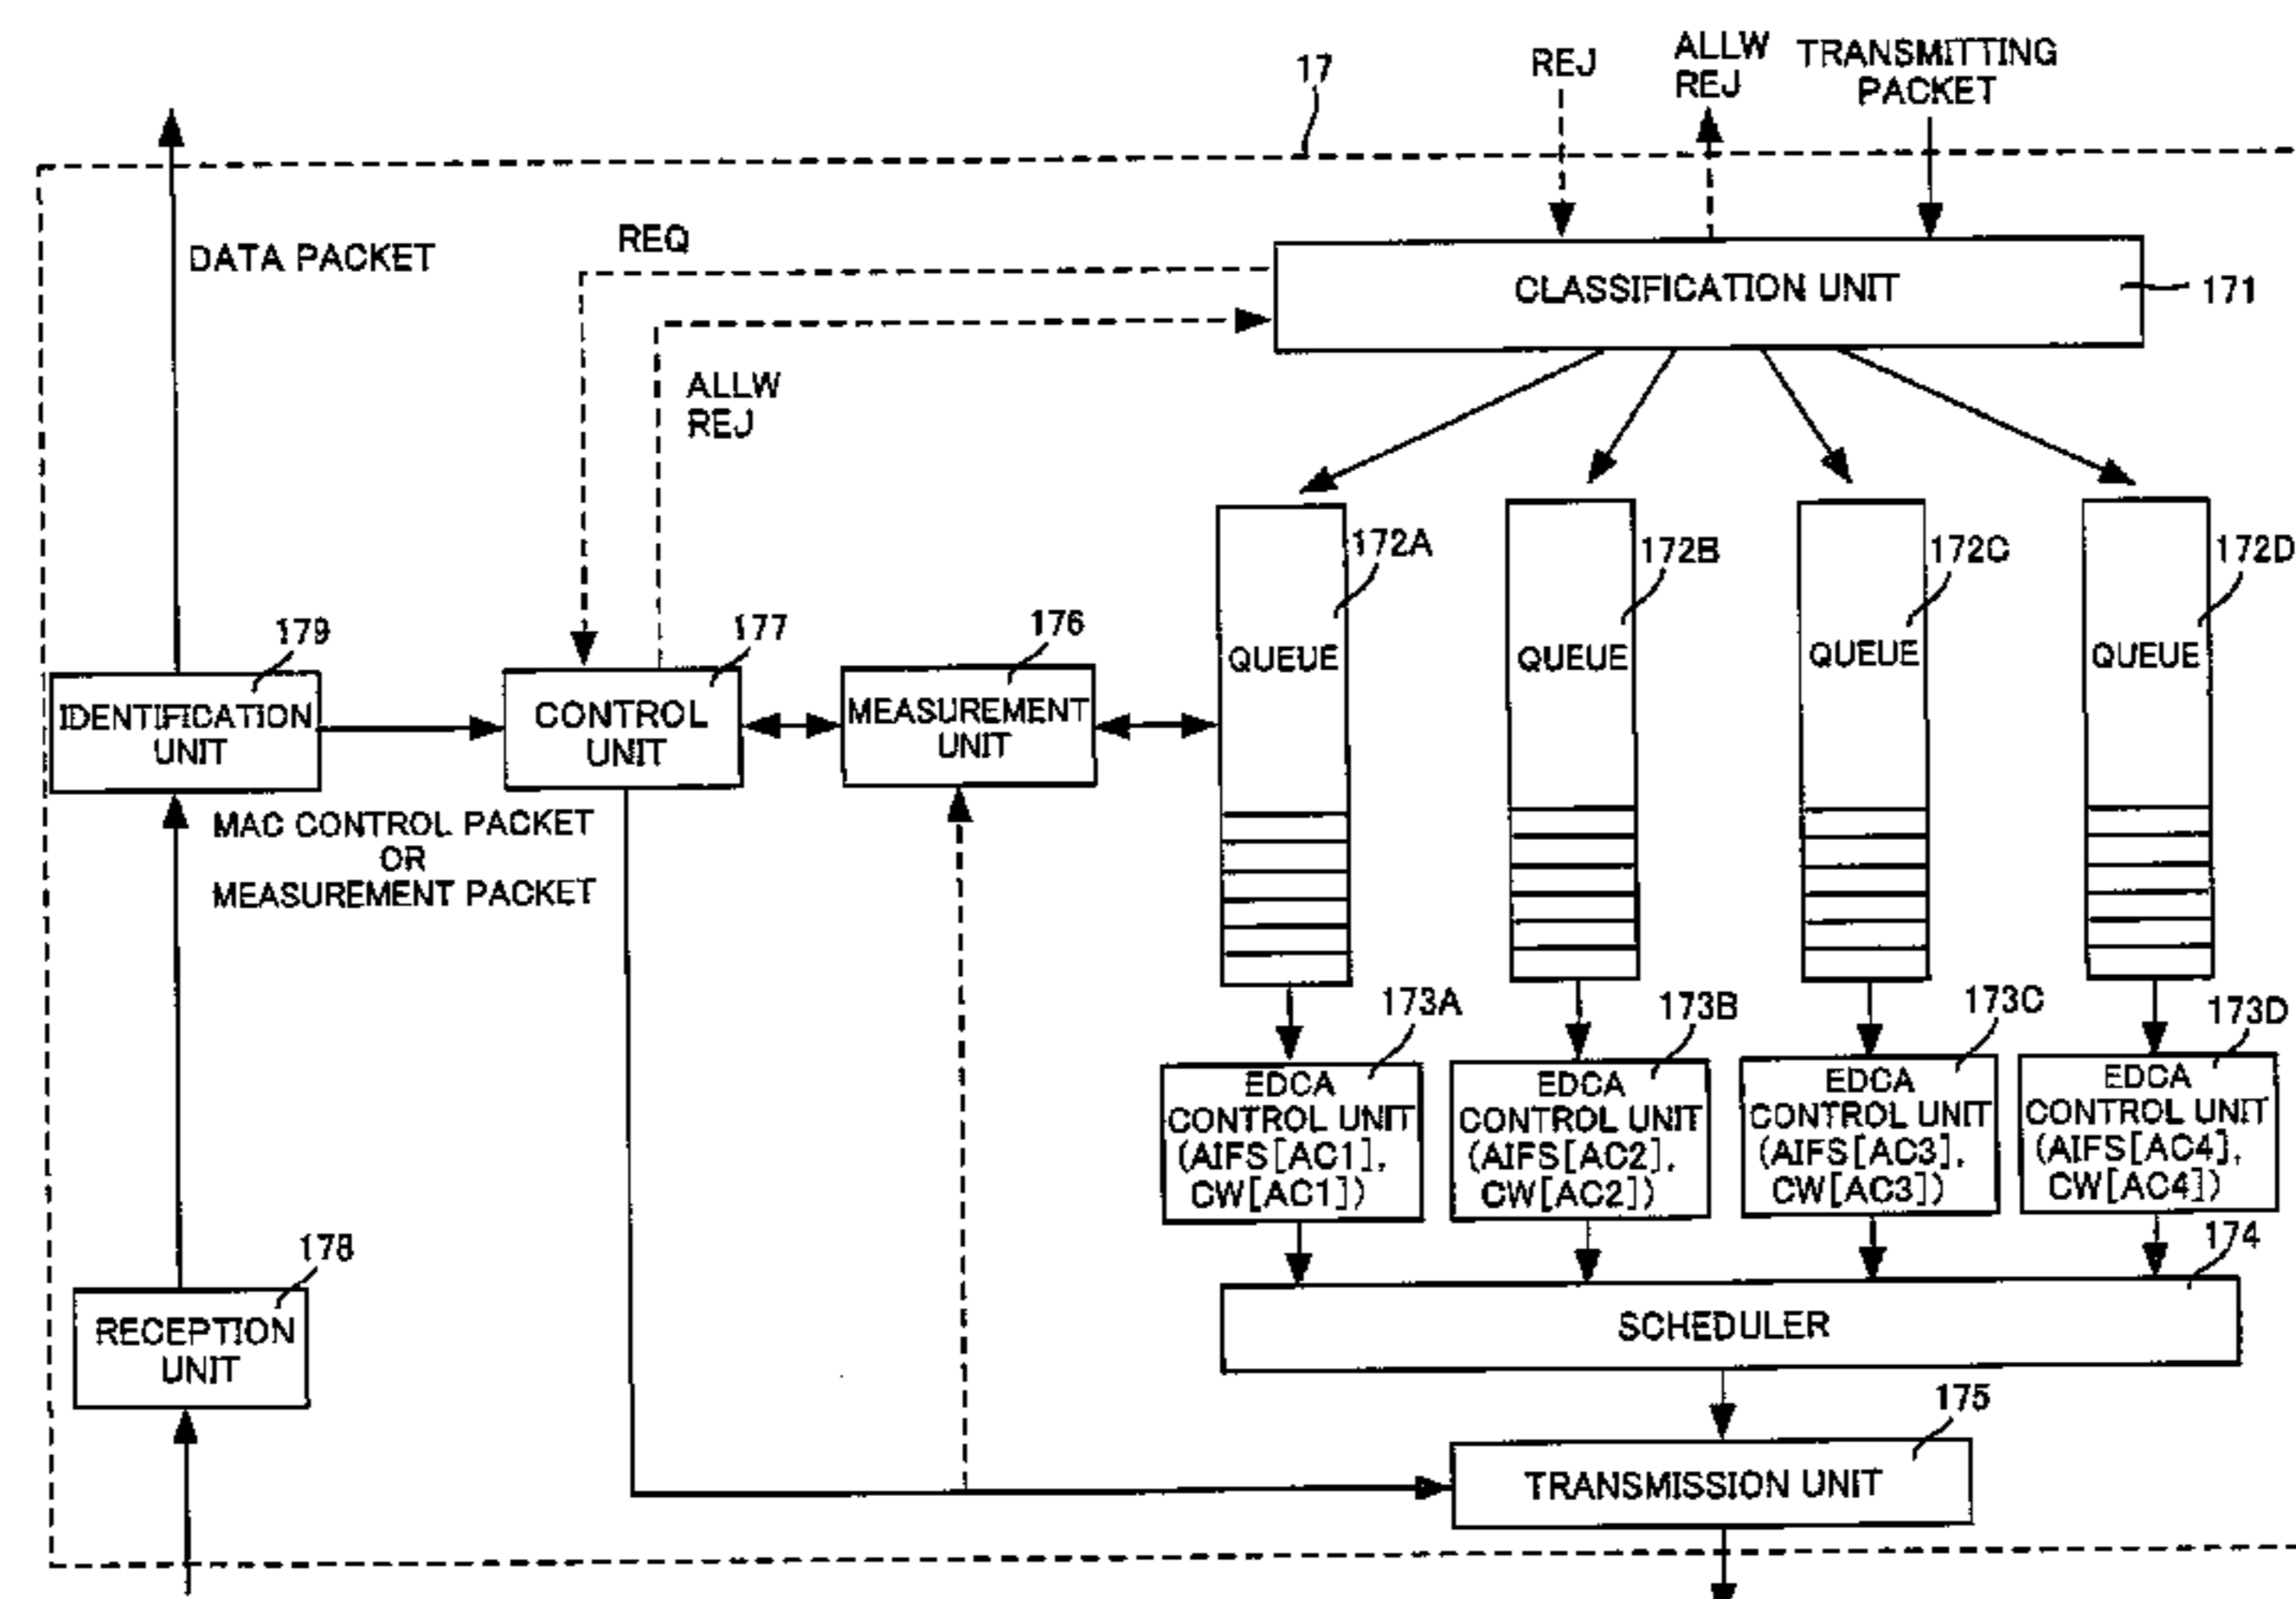 17
REJ
ALLW
REJ
TRANSMITTING
PACKET
DATA PACKET
REQ
CLASSIFICATION UNIT
171
ALLW
REJ
172A
172B
172C
172D
QUEUE
QUEUE
QUEUE
QUEUE
179
177
176
IDENTIFICATION
UNIT
CONTROL
UNIT
MEASUREMENT
UNIT
MAC CONTROL PACKET
OR
MEASUREMENT PACKET
173A
173B
173C
173D
EDCA
CONTROL UNIT
(AIFS[AC1],
CW[AC1])
EDCA
CONTROL UNIT
(AIFS[AC2],
CW[AC2])
EDCA
CONTROL UNIT
(AIFS[AC3],
CW[AC3])
EDCA
CONTROL UNIT
(AIFS[AC4],
CW[AC4])
174
178
SCHEDULER
RECEPTION
UNIT
175
TRANSMISSION UNIT